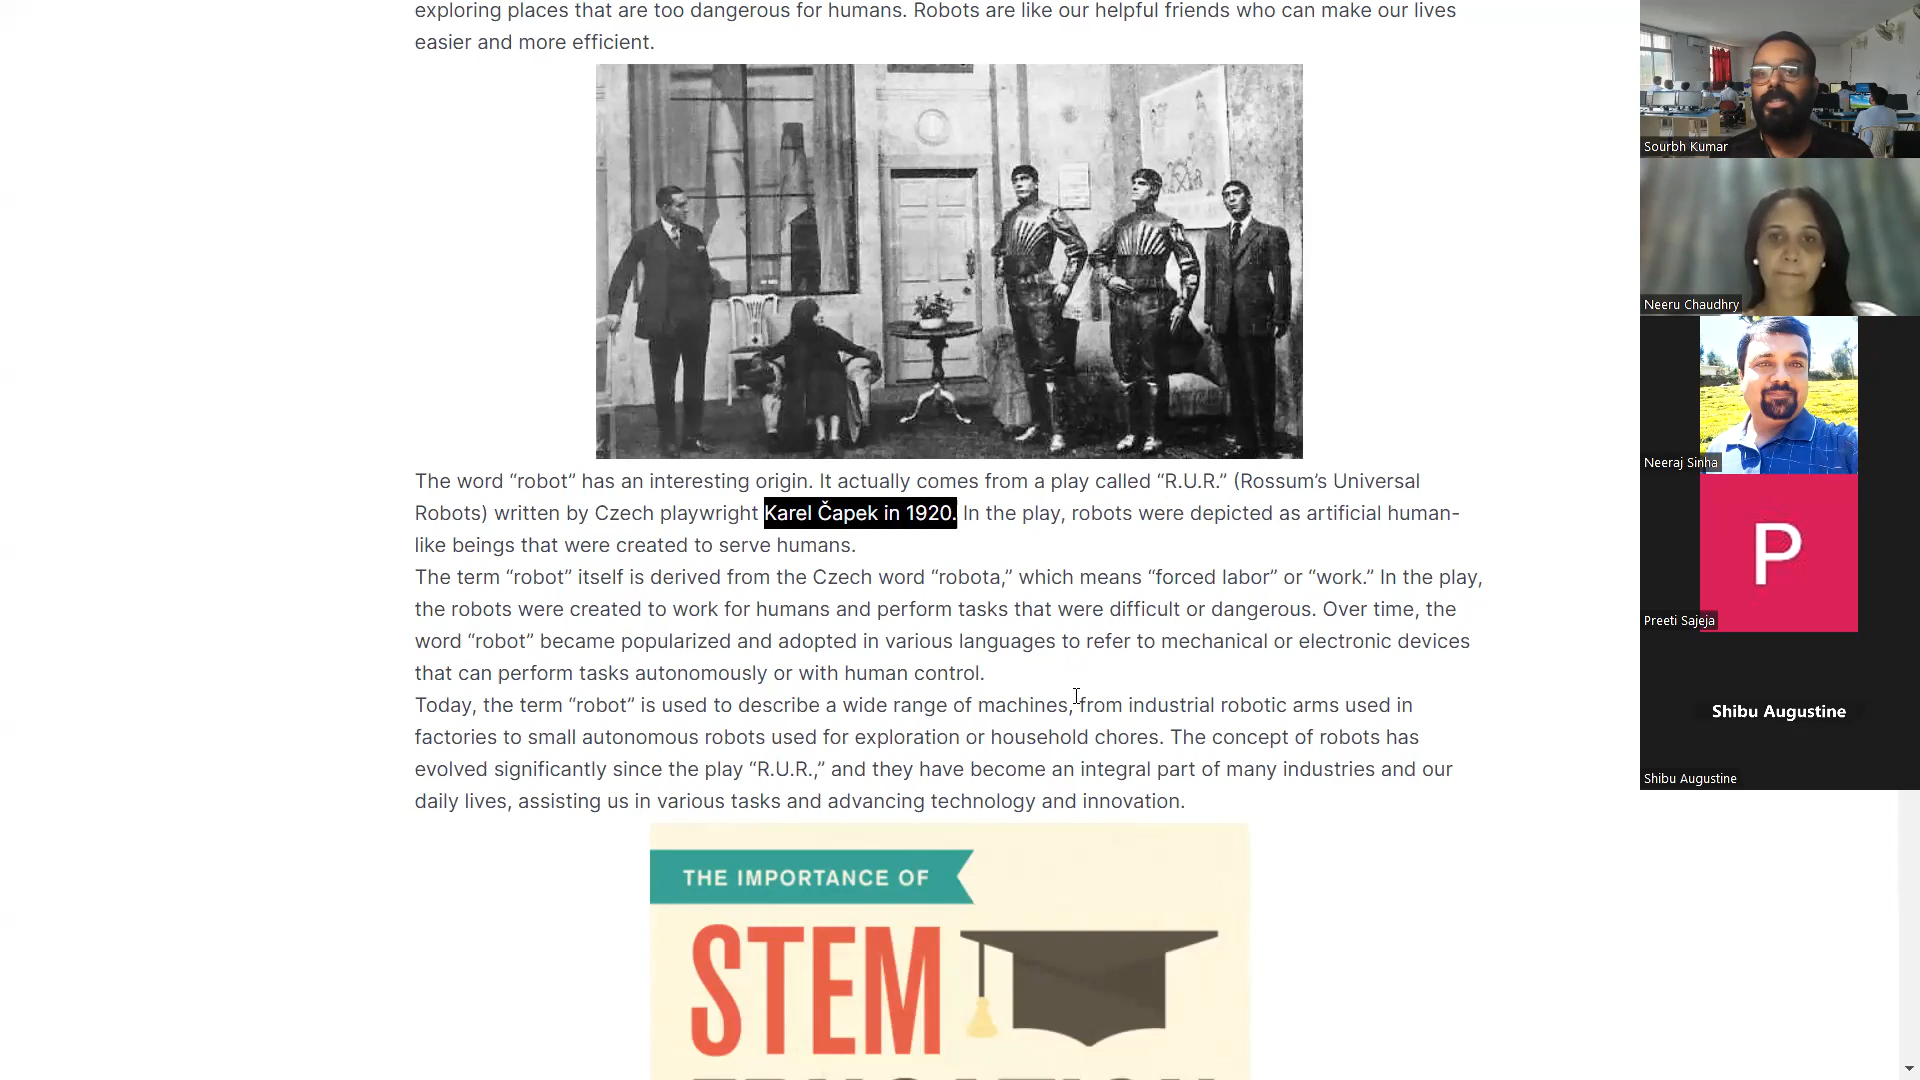 exploring places that are too dangerous for humans. Robots are like our helpful friends who can make our lives
easier and more efficient.
The word “robot” has an interesting origin. It actually comes from a play called “R.U.R.” (Rossum’s Universal
Robots) written by Czech playwright Karel Čapek in 1920. In the play, robots were depicted as artificial human-
like beings that were created to serve humans.
The term “robot” itself is derived from the Czech word “robota,” which means “forced labor” or “work.” In the play,
the robots were created to work for humans and perform tasks that were difficult or dangerous. Over time, the
word “robot” became popularized and adopted in various languages to refer to mechanical or electronic devices
that can perform tasks autonomously or with human control.
Today, the term “robot” is used to describe a wide range of machines, from industrial robotic arms used in
factories to small autonomous robots used for exploration or household chores. The concept of robots has
evolved significantly since the play “R.U.R.,” and they have become an integral part of many industries and our
daily lives, assisting us in various tasks and advancing technology and innovation.
THE IMPORTANCE OF
STEM
Sourbh Kumar
Neeru Chaudhry
Neeraj Sinha
P
Preeti Sajeja
Shibu Augustine
Shibu Augustine